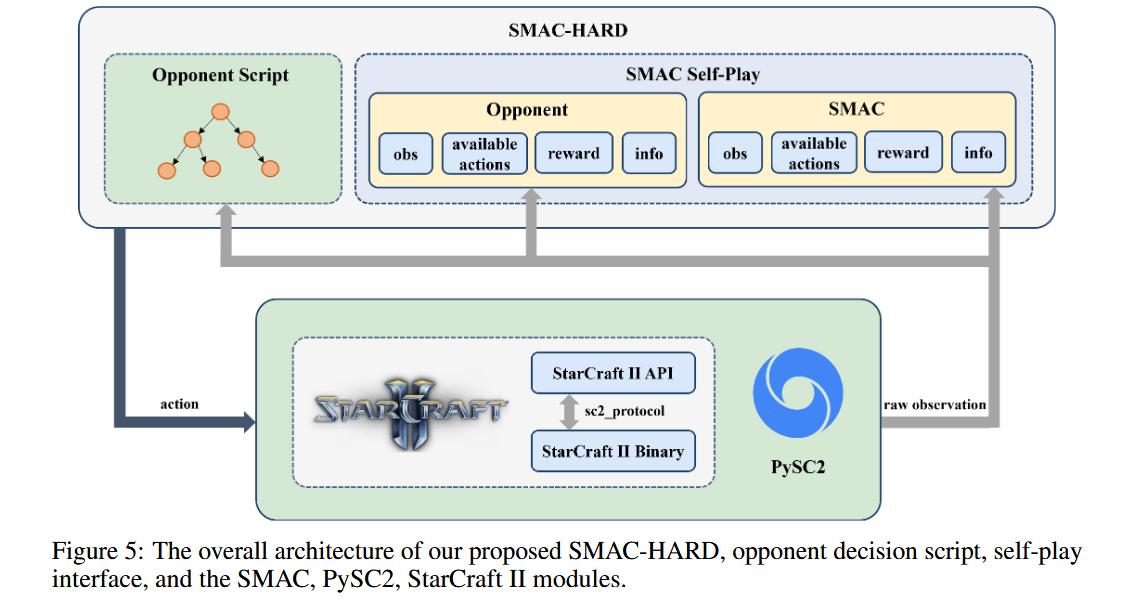 SMAC-HARD
Opponent Script
SMAC Self-Play
Opponent
obs
available
actions
reward
info
SMAC
obs
available
actions
reward
info
action
STARCRAFT
II
StarCraft II API
sc2_protocol
StarCraft II Binary
PySC2
raw observation
Figure 5: The overall architecture of our proposed SMAC-HARD, opponent decision script, self-play
interface, and the SMAC, PySC2, StarCraft II modules.